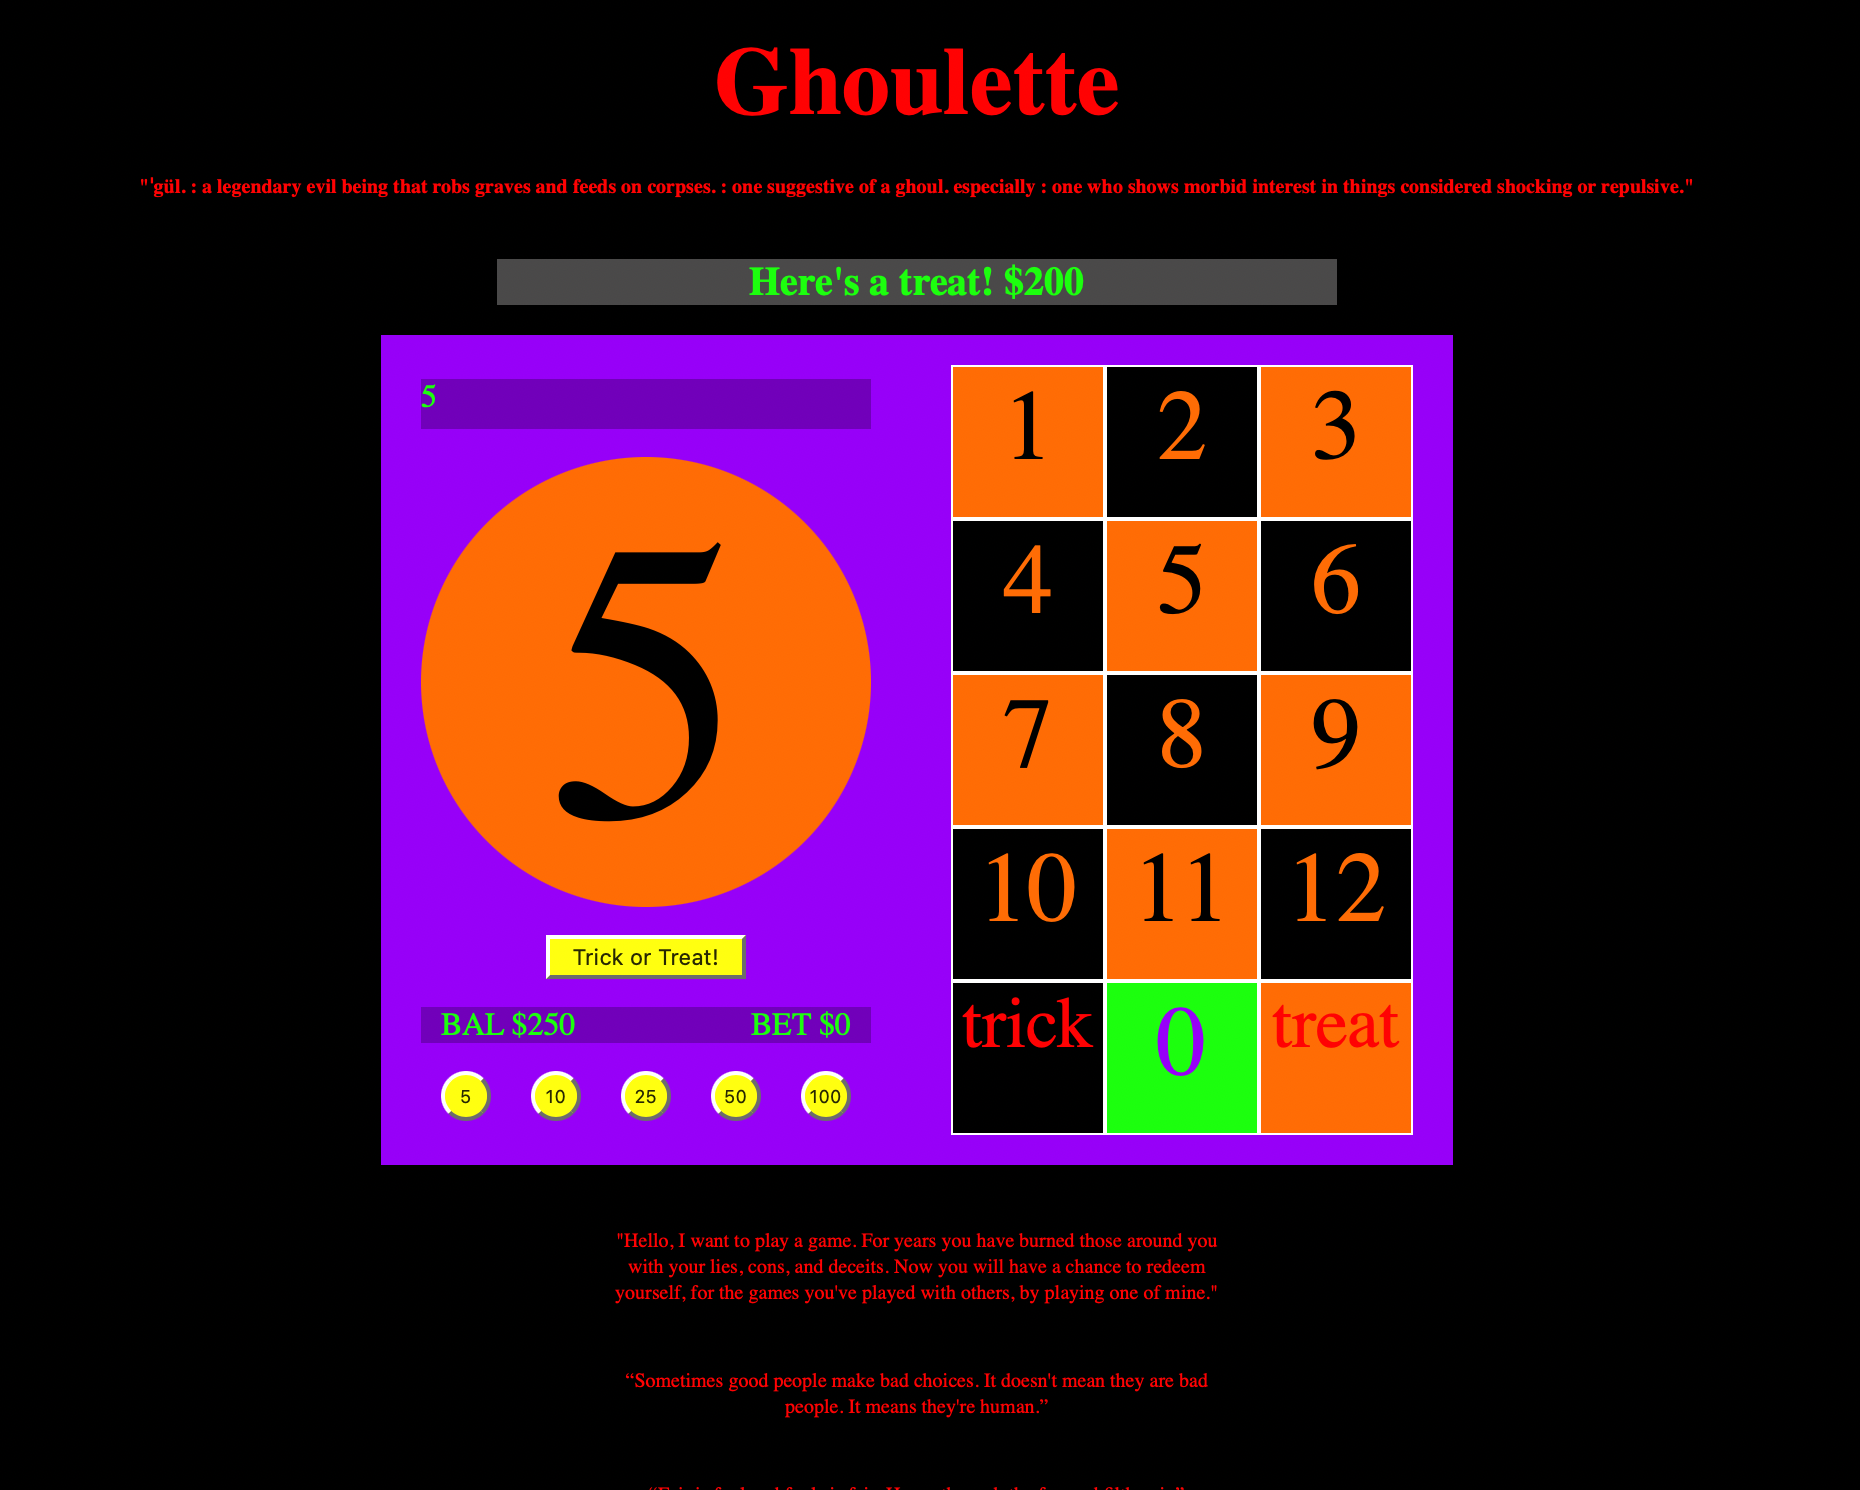 Ghoulette
"ˈgül. : a legendary evil being that robs graves and feeds on corpses. : one suggestive of a ghoul. especially : one who shows morbid interest in things considered shocking or repulsive."
Here's a treat! $200
5
5
Trick or Treat!
BAL $250 BET $0
5 10 25 50 100
1 2 3
4 5 6
7 8 9
10 11 12
trick 0 treat
"Hello, I want to play a game. For years you have burned those around you
with your lies, cons, and deceits. Now you will have a chance to redeem
yourself, for the games you've played with others, by playing one of mine."
“Sometimes good people make bad choices. It doesn't mean they are bad
people. It means they're human.”